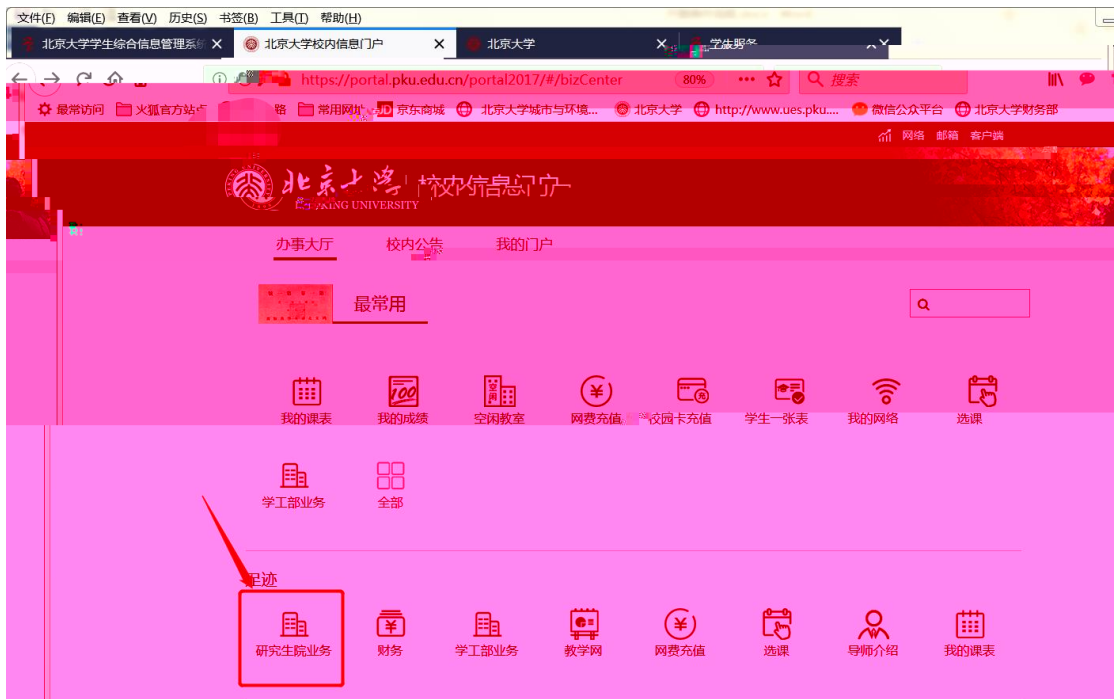 文件(F) 编辑(E) 查看(V) 历史(S) 书签(B) 工具(T) 帮助(H)
北京大学学生综合信息管理系统 北京大学校内信息门户 北京大学
https://portal.pku.edu.cn/portal2017/#/bizCenter 80% 搜索
最常访问 火狐官方站点 常用网址 京东商城 北京大学城市与环境... 北京大学 http://www.ues.pku.... 微信公众平台 北京大学财务部
网络 邮箱 客户端
北京大学 校内信息门户
PEKING UNIVERSITY
办事大厅 校内公告 我的门户
最常用
我的课表 我的成绩 空闲教室 网费充值 校园卡充值 学生一张表 我的网络 选课
学工部业务 全部
足迹
研究生院业务 财务 学工部业务 教学网 网费充值 选课 导师介绍 我的课表